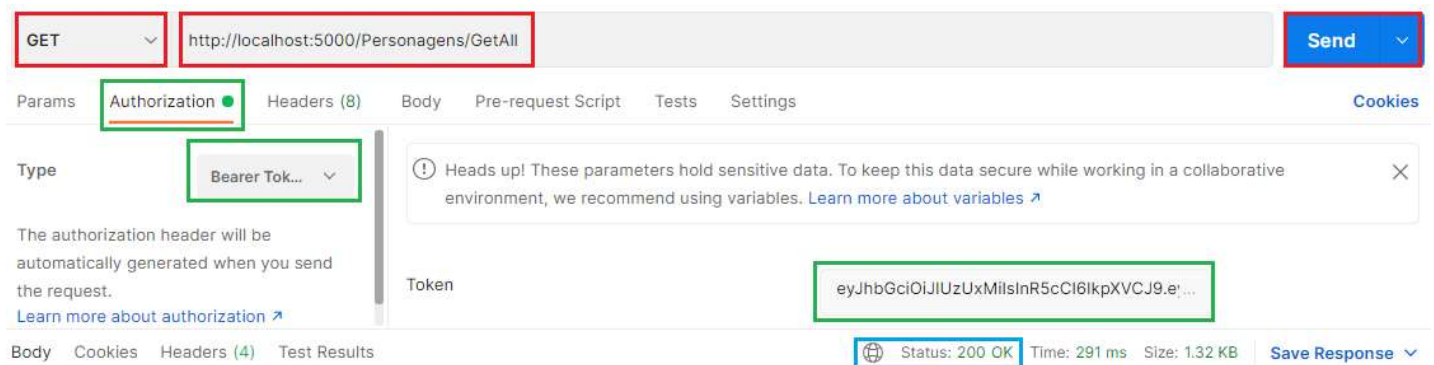 GET http://localhost:5000/Personagens/GetAll Send
Params Authorization Headers (8) Body Pre-request Script Tests Settings Cookies
Type Bearer Tok...
Heads up! These parameters hold sensitive data. To keep this data secure while working in a collaborative
environment, we recommend using variables. Learn more about variables ↗
The authorization header will be
automatically generated when you send
the request.
Learn more about authorization ↗
Token eyJhbGciOiJIUzUxMiIsInR5cCI6IkpXVCJ9.ey...
Body Cookies Headers (4) Test Results Status: 200 OK Time: 291 ms Size: 1.32 KB Save Response